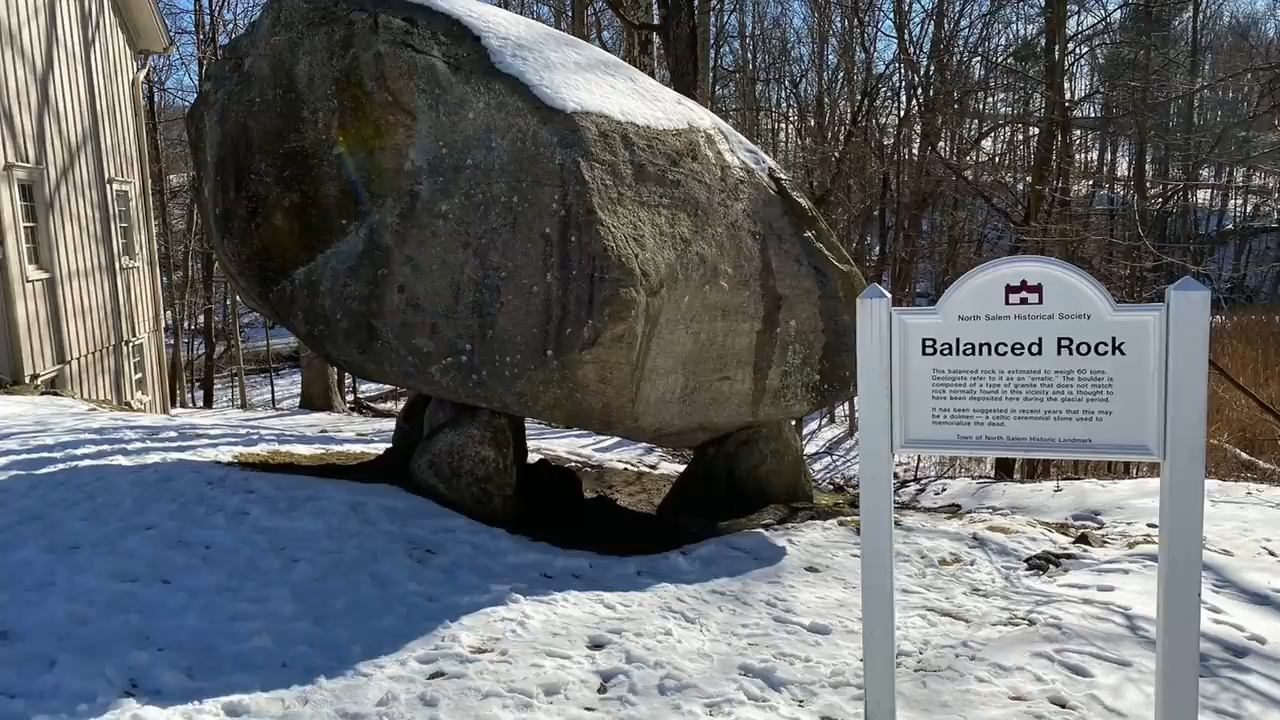 North Salem Historical Society
Balanced Rock
This balanced rock is estimated to weigh 60 tons.
Geologists refer to it as an "erratic." The boulder is
composed of a type of granite that does not match
rock normally found in this vicinity and is thought to
have been deposited here during the glacial period.
It has been suggested in recent years that this may
be a dolmen — a celtic ceremonial stone used to
memorialize the dead.
Town of North Salem Historic Landmark